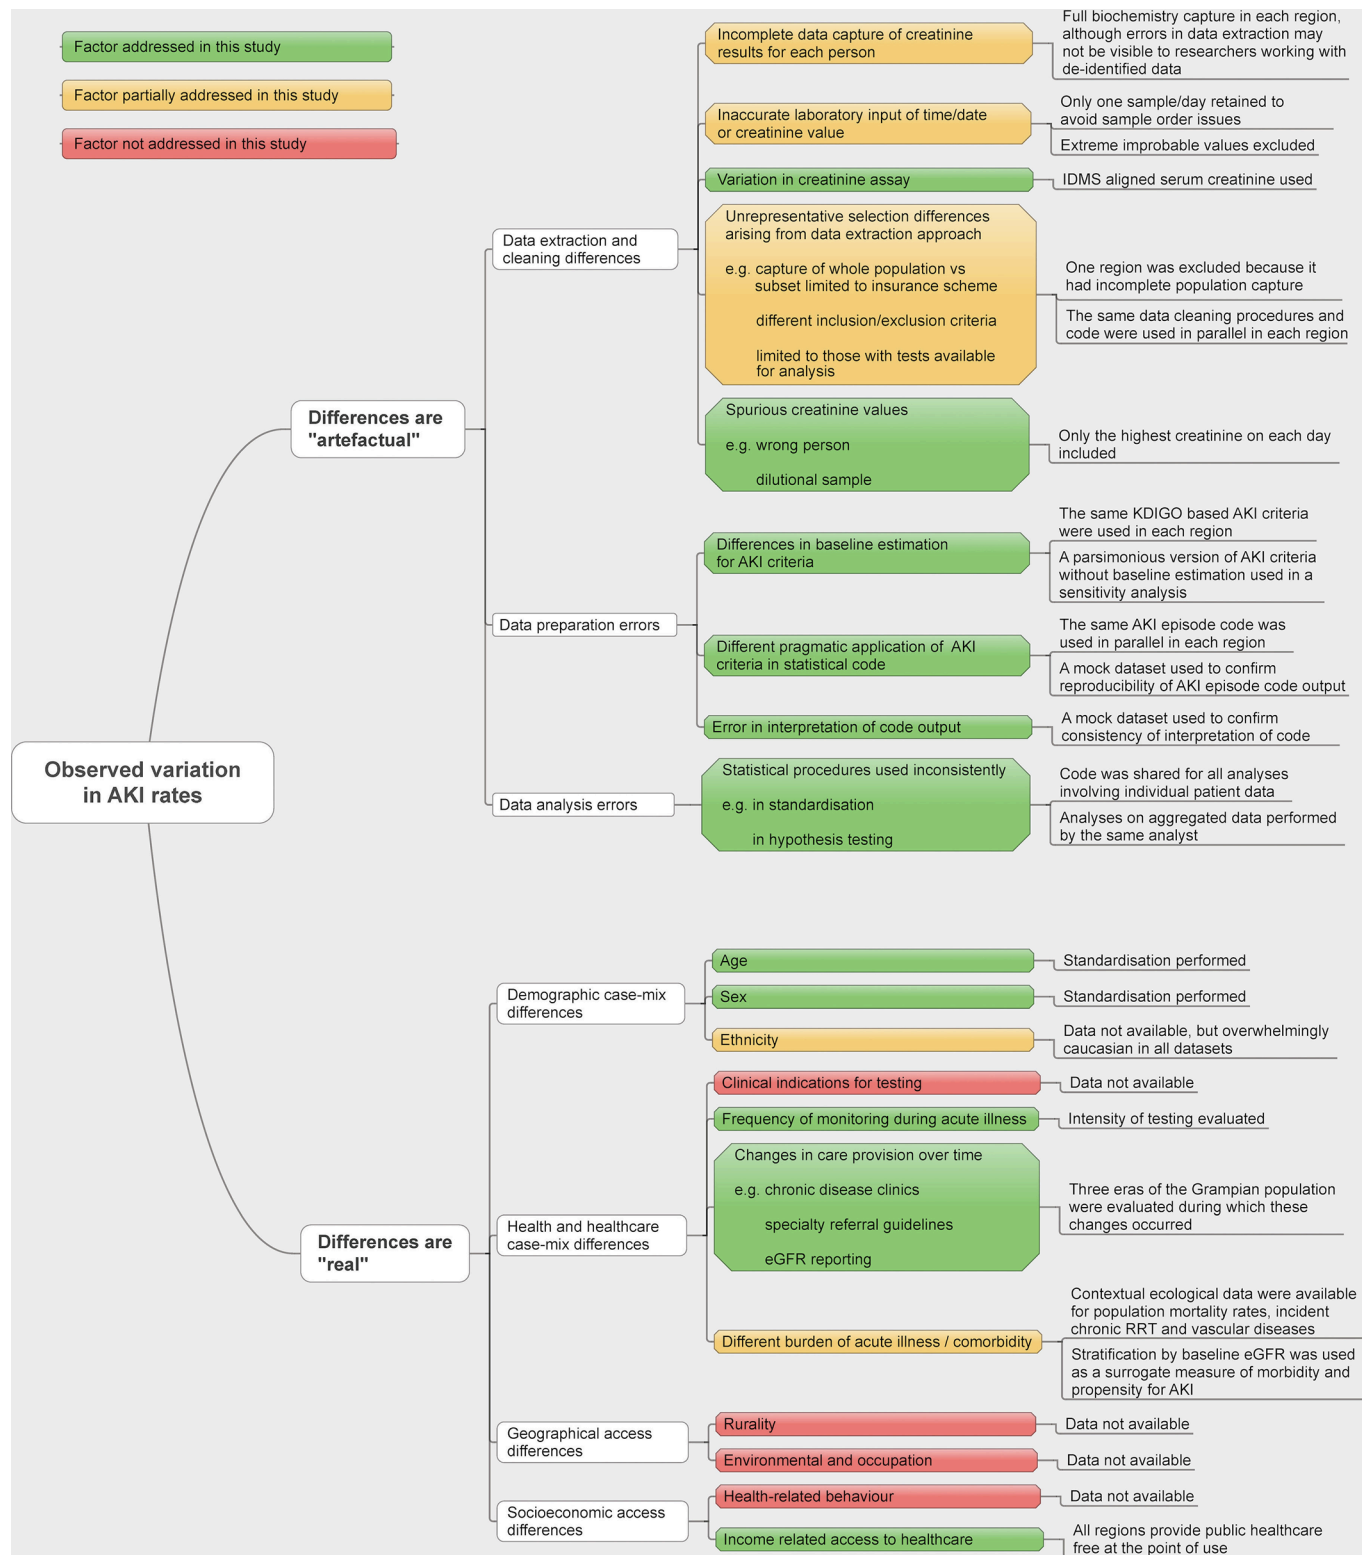 Factor addressed in this study
Factor partially addressed in this study
Factor not addressed in this study
Observed variation
in AKI rates
Differences are
"artefactual"
Data extraction and
cleaning differences
Incomplete data capture of creatinine
results for each person
Full biochemistry capture in each region,
although errors in data extraction may
not be visible to researchers working with
de-identified data
Inaccurate laboratory input of time/date
or creatinine value
Only one sample/day retained to
avoid sample order issues
Extreme improbable values excluded
Variation in creatinine assay
IDMS aligned serum creatinine used
Unrepresentative selection differences
arising from data extraction approach
e.g. capture of whole population vs
subset limited to insurance scheme
different inclusion/exclusion criteria
limited to those with tests available
for analysis
One region was excluded because it
had incomplete population capture
The same data cleaning procedures and
code were used in parallel in each region
Spurious creatinine values
e.g. wrong person
dilutional sample
Only the highest creatinine on each day
included
Data preparation errors
Differences in baseline estimation
for AKI criteria
The same KDIGO based AKI criteria
were used in each region
A parsimonious version of AKI criteria
without baseline estimation used in a
sensitivity analysis
Different pragmatic application of AKI
criteria in statistical code
The same AKI episode code was
used in parallel in each region
A mock dataset used to confirm
reproducibility of AKI episode code output
Error in interpretation of code output
A mock dataset used to confirm
consistency of interpretation of code
Data analysis errors
Statistical procedures used inconsistently
e.g. in standardisation
in hypothesis testing
Code was shared for all analyses
involving individual patient data
Analyses on aggregated data performed
by the same analyst
Differences are
"real"
Demographic case-mix
differences
Age
Standardisation performed
Sex
Standardisation performed
Ethnicity
Data not available, but overwhelmingly
caucasian in all datasets
Health and healthcare
case-mix differences
Clinical indications for testing
Data not available
Frequency of monitoring during acute illness
Intensity of testing evaluated
Changes in care provision over time
e.g. chronic disease clinics
specialty referral guidelines
eGFR reporting
Three eras of the Grampian population
were evaluated during which these
changes occurred
Different burden of acute illness / comorbidity
Contextual ecological data were available
for population mortality rates, incident
chronic RRT and vascular diseases
Stratification by baseline eGFR was used
as a surrogate measure of morbidity and
propensity for AKI
Geographical access
differences
Rurality
Data not available
Environmental and occupation
Data not available
Socioeconomic access
differences
Health-related behaviour
Data not available
Income related access to healthcare
All regions provide public healthcare
free at the point of use